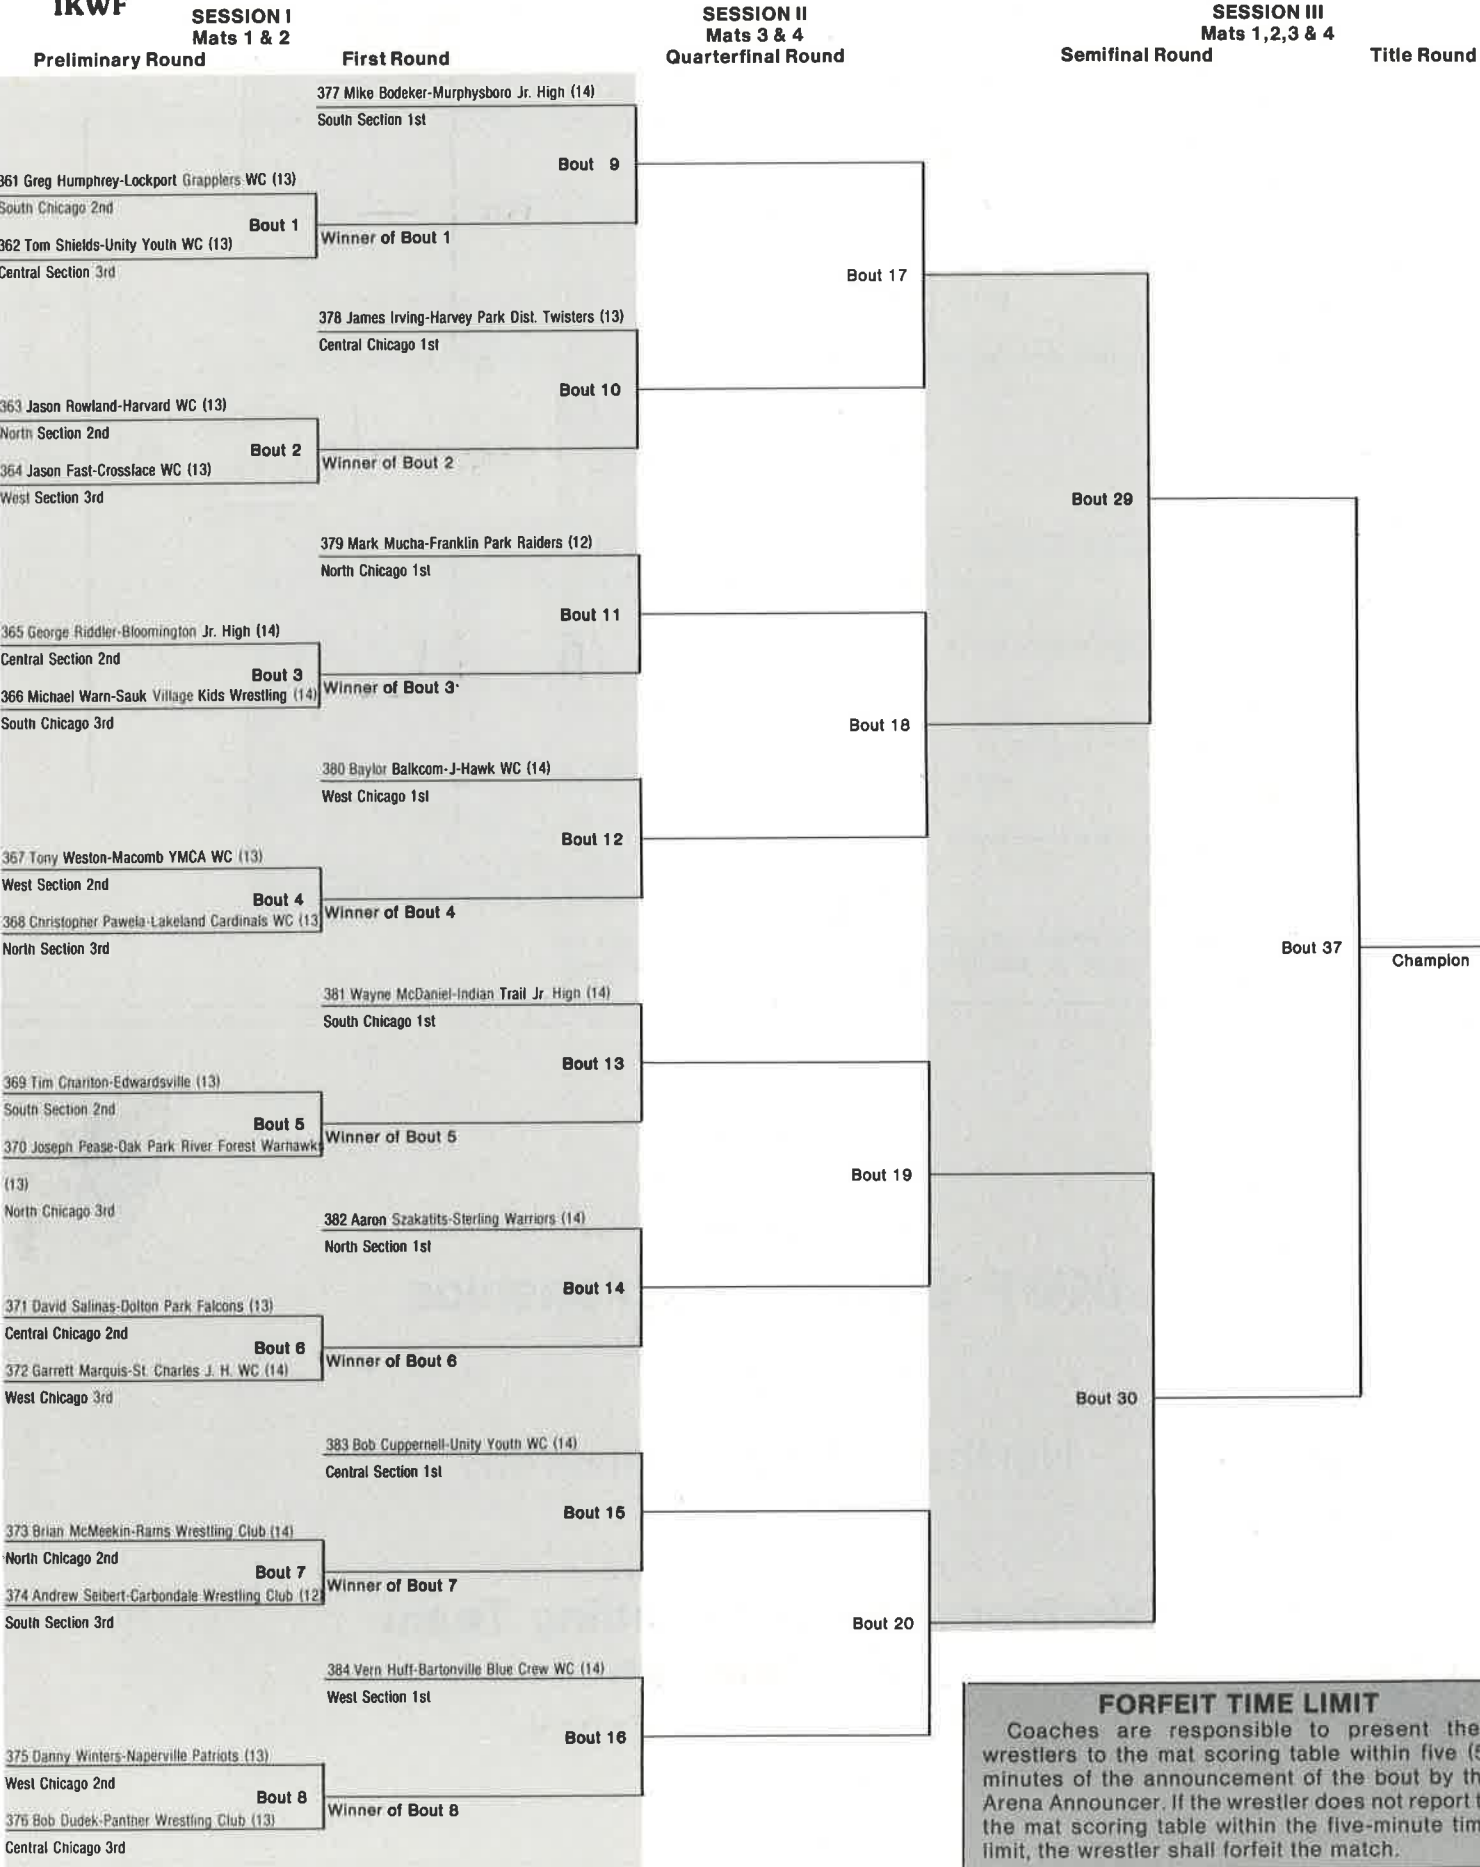 IKWF
SESSION I
Mats 1 & 2
SESSION II
Mats 3 & 4
SESSION III
Mats 1,2,3 & 4
Preliminary Round
First Round
Quarterfinal Round
Semifinal Round
Title Round
377 Mike Bodeker-Murphysboro Jr. High (14)
South Section 1st
Bout 9
361 Greg Humphrey-Lockport Grapplers WC (13)
South Chicago 2nd
Bout 1
Winner of Bout 1
362 Tom Shields-Unity Youth WC (13)
Central Section 3rd
Bout 17
378 James Irving-Harvey Park Dist. Twisters (13)
Central Chicago 1st
Bout 10
363 Jason Rowland-Harvard WC (13)
North Section 2nd
Bout 2
Winner of Bout 2
364 Jason Fast-Crossface WC (13)
West Section 3rd
Bout 29
379 Mark Mucha-Franklin Park Raiders (12)
North Chicago 1st
Bout 11
365 George Riddler-Bloomington Jr. High (14)
Central Section 2nd
Bout 3
Winner of Bout 3
366 Michael Warn-Sauk Village Kids Wrestling (14)
South Chicago 3rd
Bout 18
380 Baylor Balkcom-J-Hawk WC (14)
West Chicago 1st
Bout 12
367 Tony Weston-Macomb YMCA WC (13)
West Section 2nd
Bout 4
Winner of Bout 4
368 Christopher Pawela-Lakeland Cardinals WC (13
North Section 3rd
Bout 37
Champion
381 Wayne McDaniel-Indian Trail Jr. High (14)
South Chicago 1st
Bout 13
369 Tim Chariton-Edwardsville (13)
South Section 2nd
Bout 5
Winner of Bout 5
370 Joseph Pease-Oak Park River Forest Warhawks
(13)
North Chicago 3rd
Bout 19
382 Aaron Szakatits-Sterling Warriors (14)
North Section 1st
Bout 14
371 David Salinas-Dolton Park Falcons (13)
Central Chicago 2nd
Bout 6
Winner of Bout 6
372 Garrett Marquis-St. Charles J. H. WC (14)
West Chicago 3rd
Bout 30
383 Bob Cuppernell-Unity Youth WC (14)
Central Section 1st
Bout 15
373 Brian McMeekin-Rams Wrestling Club (14)
North Chicago 2nd
Bout 7
Winner of Bout 7
374 Andrew Seibert-Carbondale Wrestling Club (12
South Section 3rd
Bout 20
384 Vern Huff-Bartonville Blue Crew WC (14)
West Section 1st
Bout 16
375 Danny Winters-Naperville Patriots (13)
West Chicago 2nd
Bout 8
Winner of Bout 8
376 Bob Dudek-Panther Wrestling Club (13)
Central Chicago 3rd
FORFEIT TIME LIMIT
Coaches are responsible to present the
wrestlers to the mat scoring table within five (5
minutes of the announcement of the bout by th
Arena Announcer. If the wrestler does not report t
the mat scoring table within the five-minute tim
limit, the wrestler shall forfeit the match.